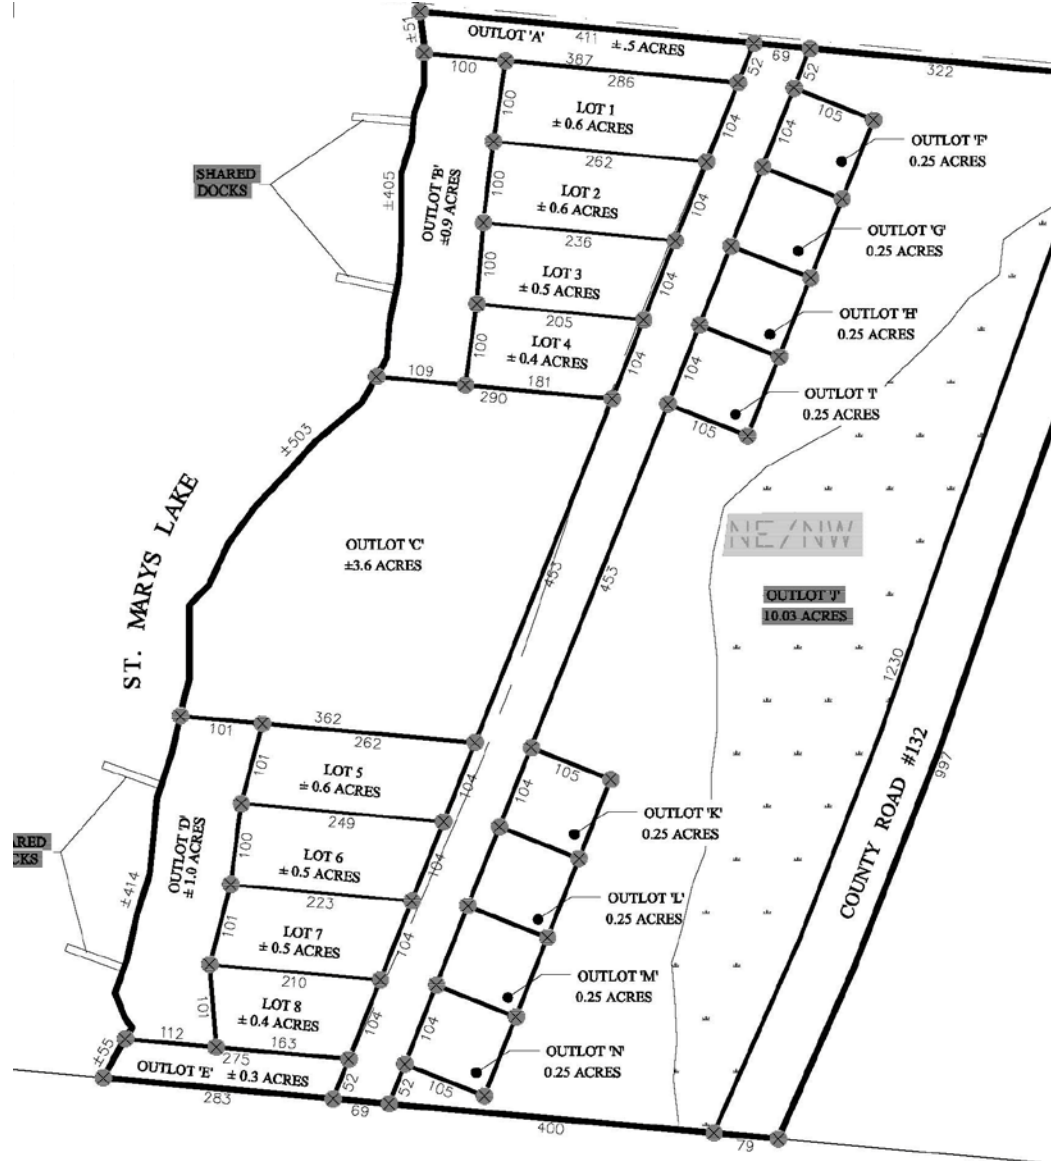 ±51
OUTLOT 'A'
411
± .5 ACRES
69
52
52
322
100
387
286
105
100
LOT 1
± 0.6 ACRES
104
104
OUTLOT 'F'
0.25 ACRES
SHARED
DOCKS
±405
OUTLOT 'B'
±0.9 ACRES
262
100
LOT 2
± 0.6 ACRES
104
OUTLOT 'G'
0.25 ACRES
236
100
LOT 3
± 0.5 ACRES
104
OUTLOT 'H'
0.25 ACRES
205
100
LOT 4
± 0.4 ACRES
104
104
109
181
290
OUTLOT 'I'
0.25 ACRES
105
±503
ST. MARYS LAKE
OUTLOT 'C'
±3.6 ACRES
453
453
NE/NW
OUTLOT 'J'
10.03 ACRES
1230
997
COUNTY ROAD #132
101
362
262
105
101
LOT 5
± 0.6 ACRES
104
104
OUTLOT 'K'
0.25 ACRES
ARED
CKS
±414
OUTLOT 'D'
± 1.0 ACRES
249
100
LOT 6
± 0.5 ACRES
104
OUTLOT 'L'
0.25 ACRES
223
101
LOT 7
± 0.5 ACRES
104
OUTLOT 'M'
0.25 ACRES
210
101
LOT 8
± 0.4 ACRES
104
104
OUTLOT 'N'
0.25 ACRES
112
163
275
±55
OUTLOT 'E' ± 0.3 ACRES
52
52
105
283
69
400
79